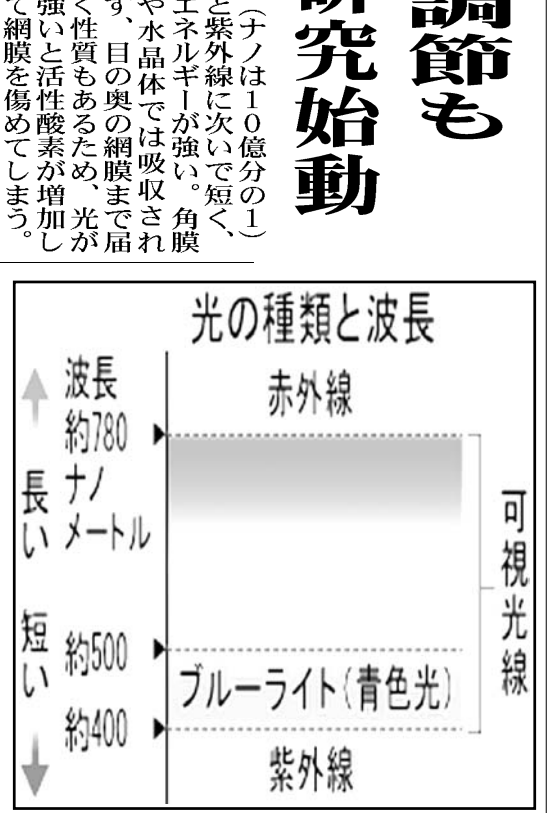 調節も
研究始動
（ナノは10億分の1）
と紫外線に次いで短く、
エネルギーが強い。角膜
や水晶体では吸収され
ず、目の奥の網膜まで届
く性質もあるため、光が
強いと活性酸素が増加し
て網膜を傷めてしまう。
光の種類と波長
波長
約780
ナノ
メートル
長い
短い
約500
約400
赤外線
ブルーライト（青色光）
紫外線
可視光線